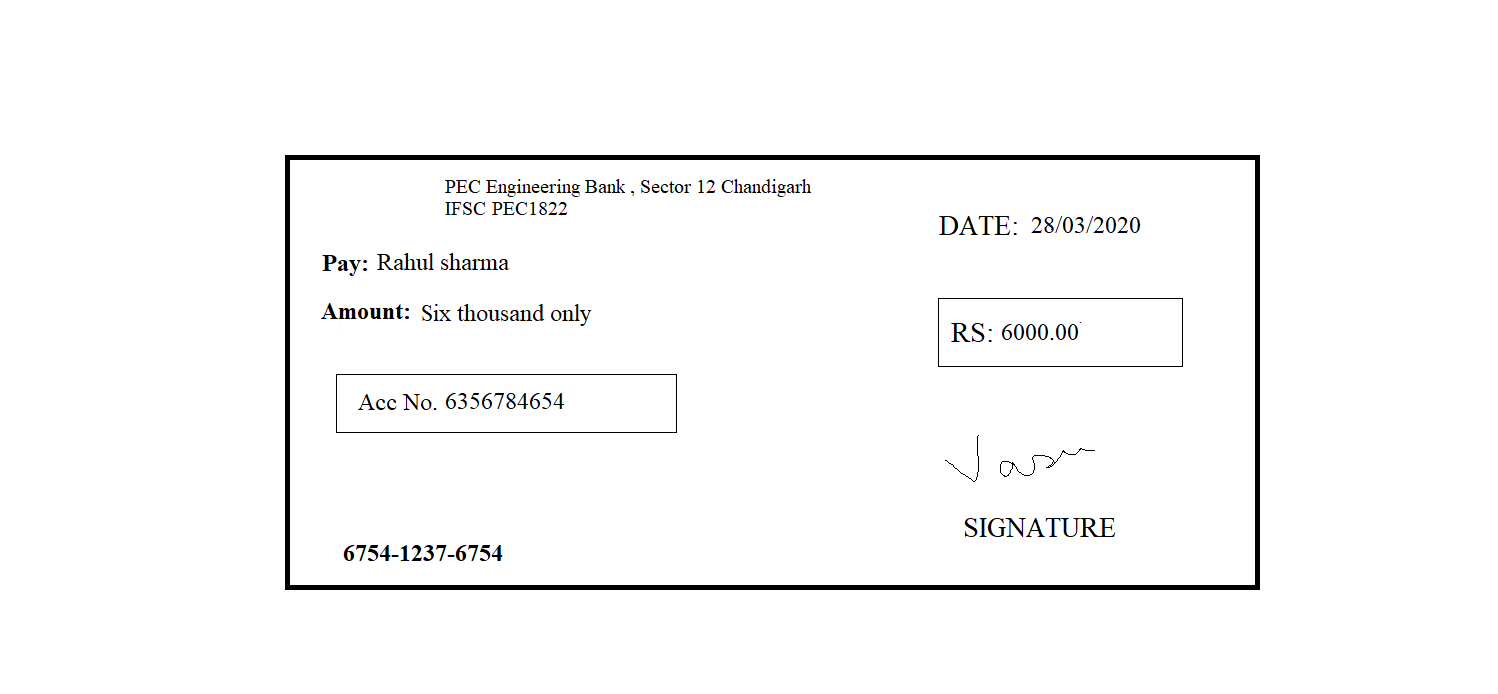 PEC Engineering Bank , Sector 12 Chandigarh
IFSC PEC1822
DATE: 28/03/2020
Pay: Rahul sharma
Amount: Six thousand only
RS: 6000.00
Acc No. 6356784654
Vasu
SIGNATURE
6754-1237-6754